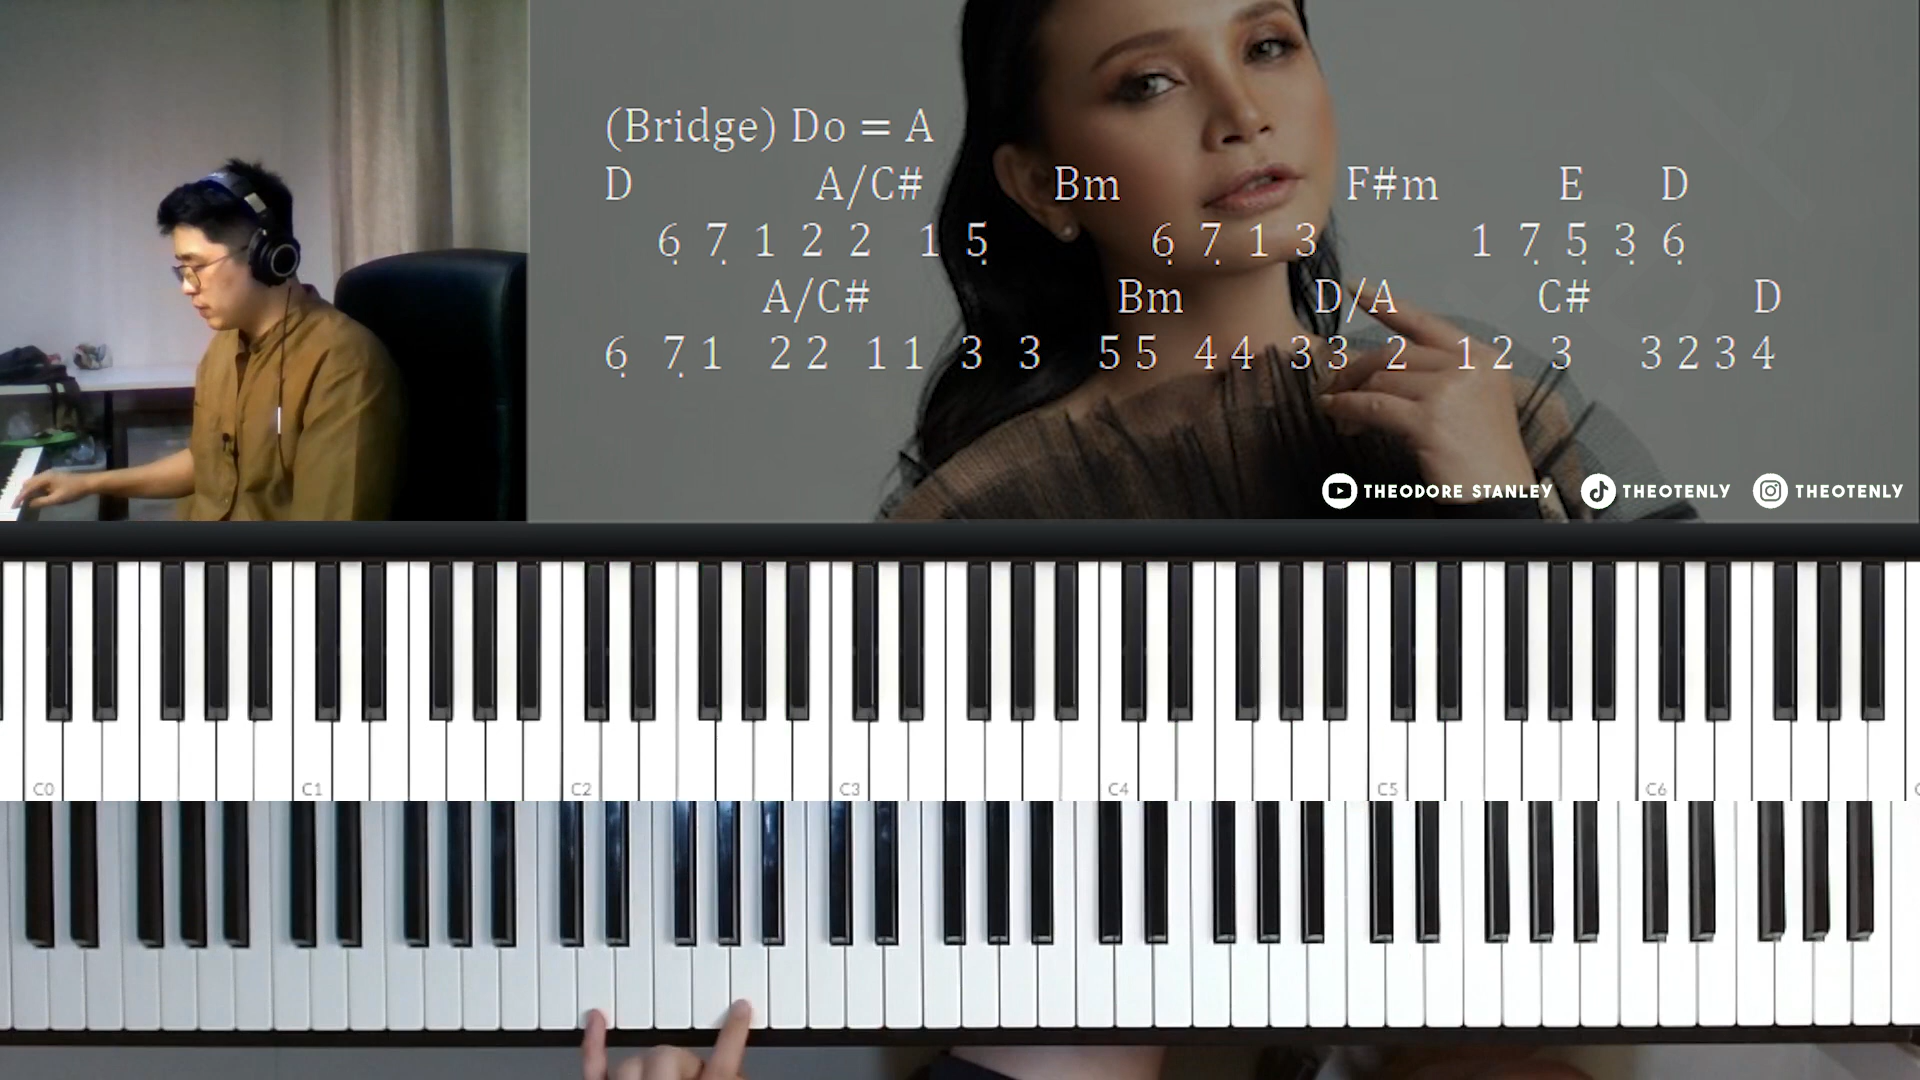 (Bridge) Do = A
D A/C# Bm F#m E D
6̣ 7̣ 1 2 2 1 5̣ 6̣ 7̣ 1 3 1 7̣ 5̣ 3̣ 6̣
A/C# Bm D/A C# D
6̣ 7̣ 1 2 2 1 1 3 3 5 5 4 4 3 3 2 1 2 3 3 2 3 4
THEODORE STANLEY THEOTENLY THEOTENLY
C0 C1 C2 C3 C4 C5 C6